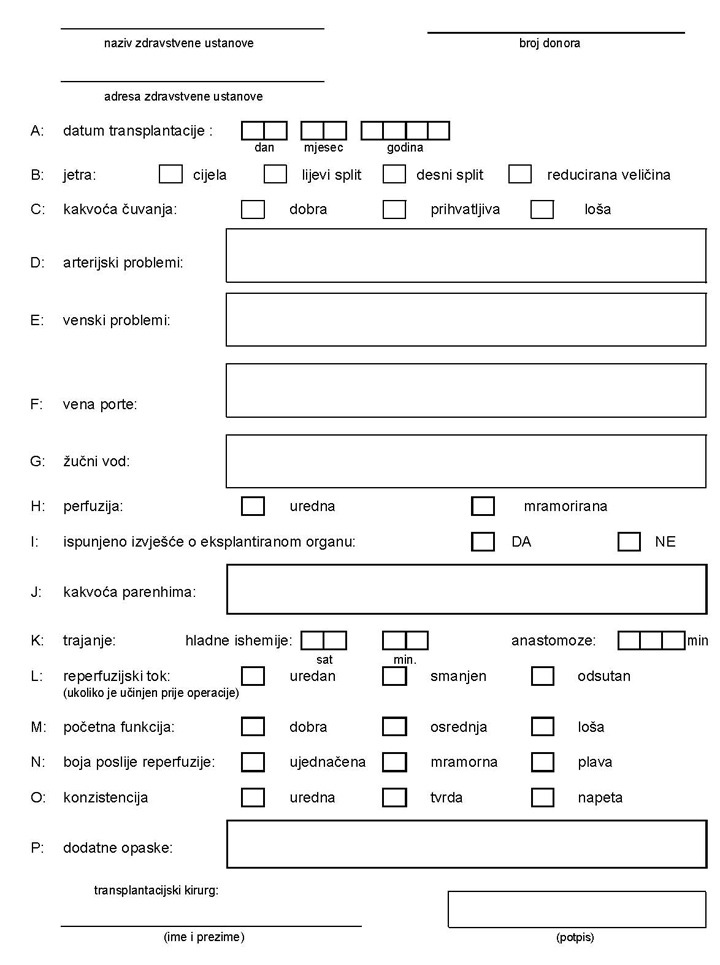 naziv zdravstvene ustanove
broj donora
adresa zdravstvene ustanove
A: datum transplantacije :
dan mjesec godina
B: jetra: cijela lijevi split desni split reducirana veličina
C: kakvoća čuvanja: dobra prihvatljiva loša
D: arterijski problemi:
E: venski problemi:
F: vena porte:
G: žučni vod:
H: perfuzija: uredna mramorirana
I: ispunjeno izvješće o eksplantiranom organu: DA NE
J: kakvoća parenhima:
K: trajanje: hladne ishemije: anastomoze: min
sat min.
L: reperfuzijski tok: uredan smanjen odsutan
(ukoliko je učinjen prije operacije)
M: početna funkcija: dobra osrednja loša
N: boja poslije reperfuzije: ujednačena mramorna plava
O: konzistencija uredna tvrda napeta
P: dodatne opaske:
transplantacijski kirurg:
(ime i prezime) (potpis)